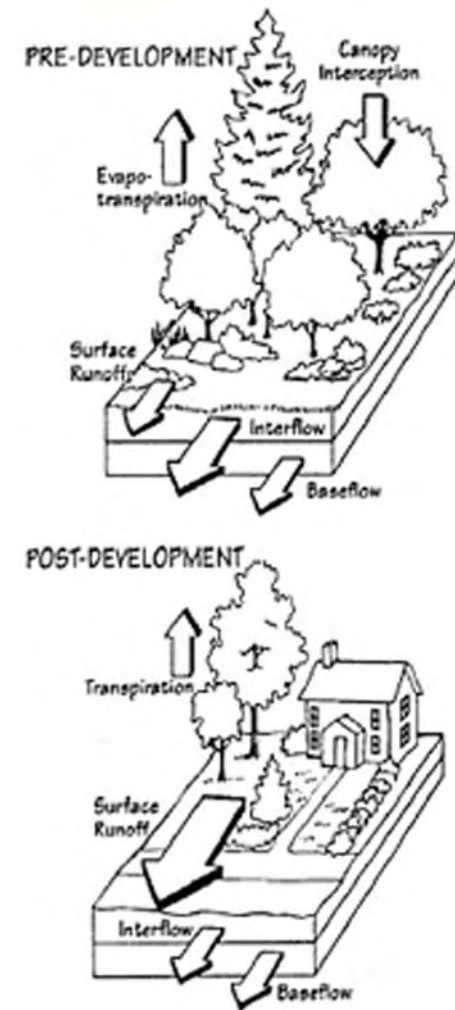 PRE-DEVELOPMENT
Canopy
Interception
Evapo-
transpiration
Surface
Runoff
Interflow
Baseflow
POST-DEVELOPMENT
Transpiration
Surface
Runoff
Interflow
Baseflow